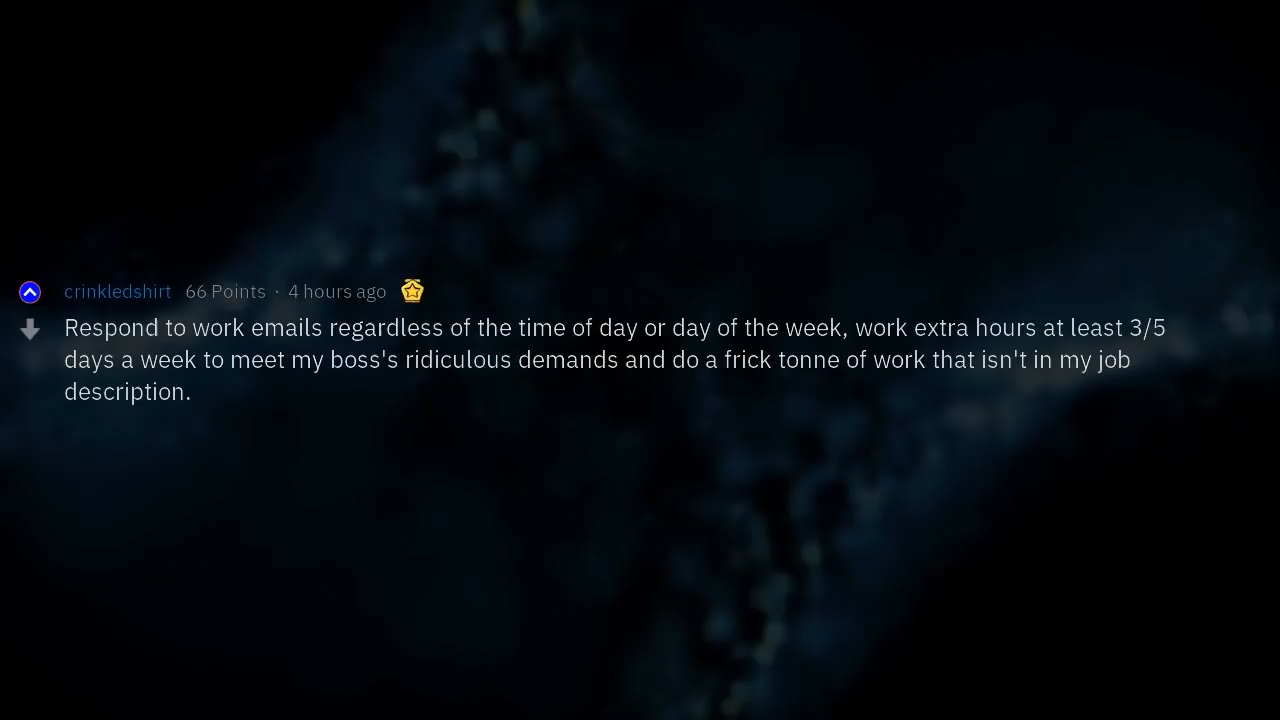 crinkledshirt 66 Points · 4 hours ago
Respond to work emails regardless of the time of day or day of the week, work extra hours at least 3/5
days a week to meet my boss's ridiculous demands and do a frick tonne of work that isn't in my job
description.